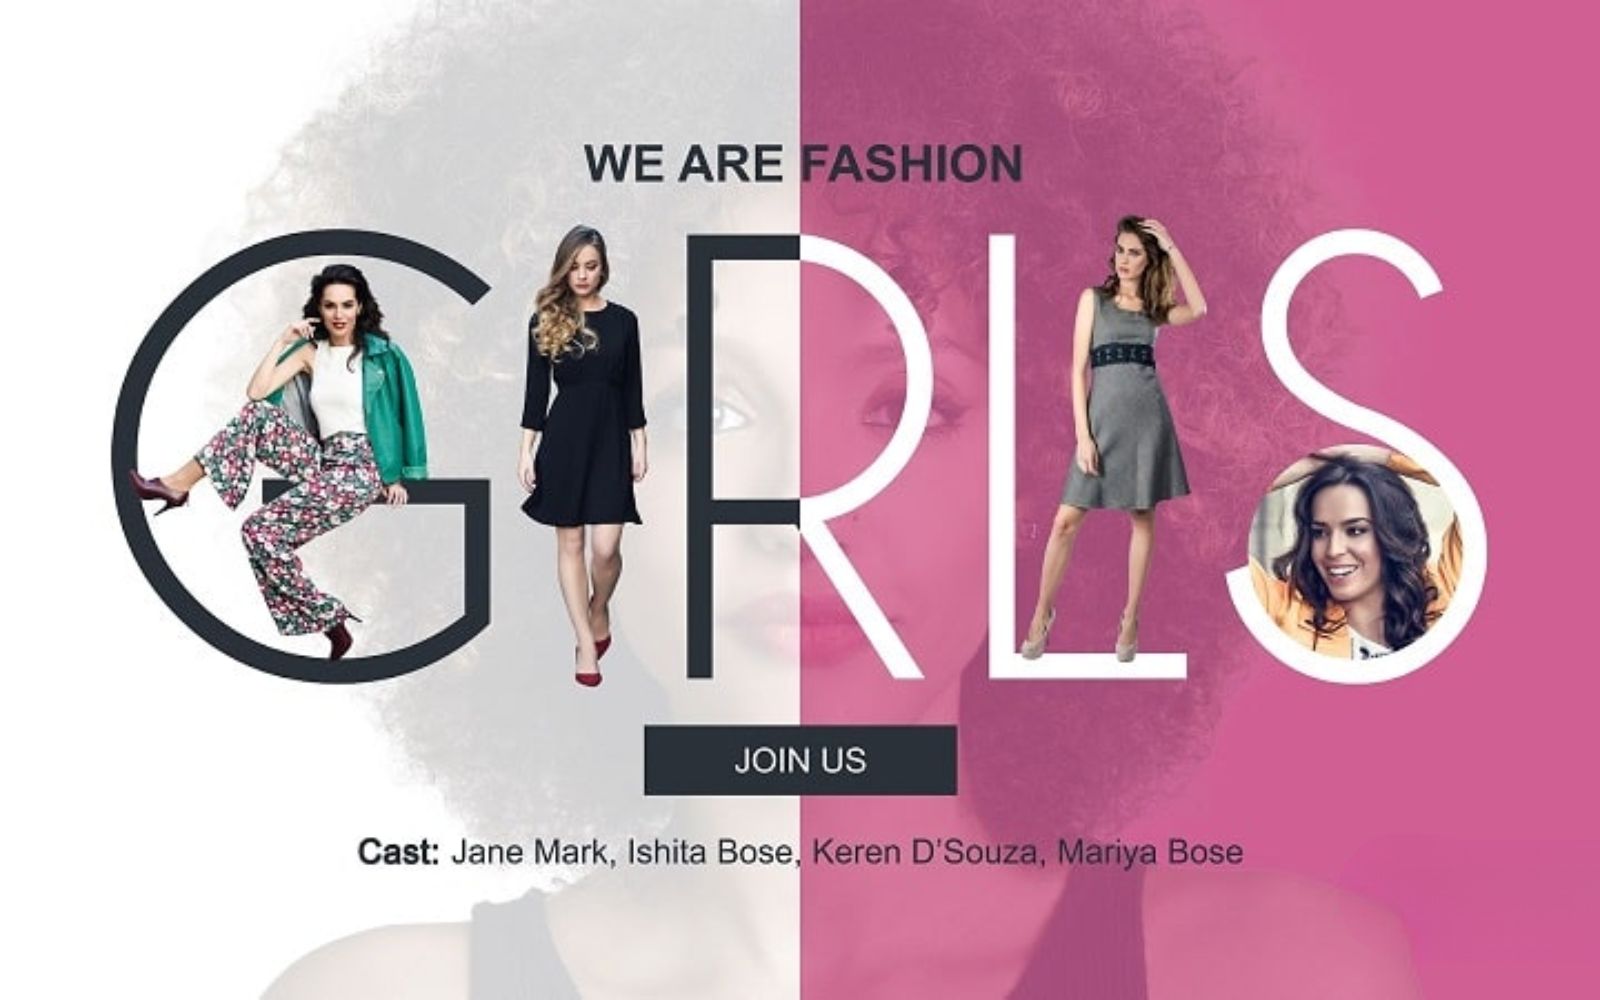 WE ARE FASHION
GIRLS
JOIN US
Cast: Jane Mark, Ishita Bose, Keren D'Souza, Mariya Bose